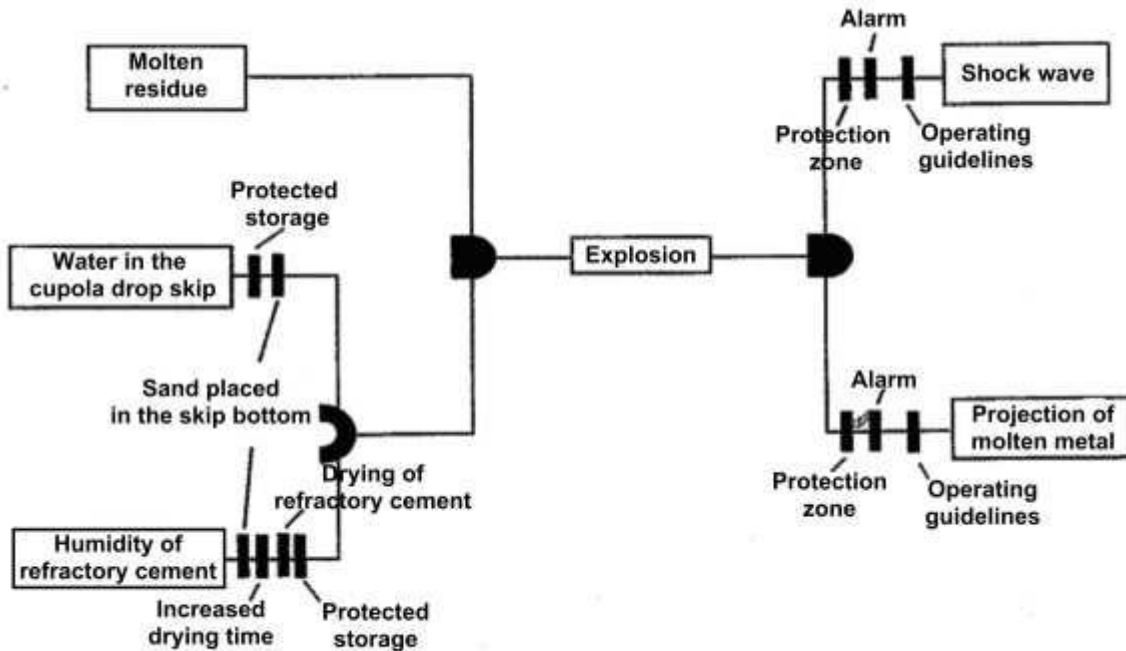 Molten
residue
Alarm
Shock wave
Protection
zone
Operating
guidelines
Protected
storage
Water in the
cupola drop skip
Explosion
Sand placed
in the skip bottom
Alarm
Projection of
molten metal
Drying of
refractory cement
Protection
zone
Operating
guidelines
Humidity of
refractory cement
Increased
drying time
Protected
storage